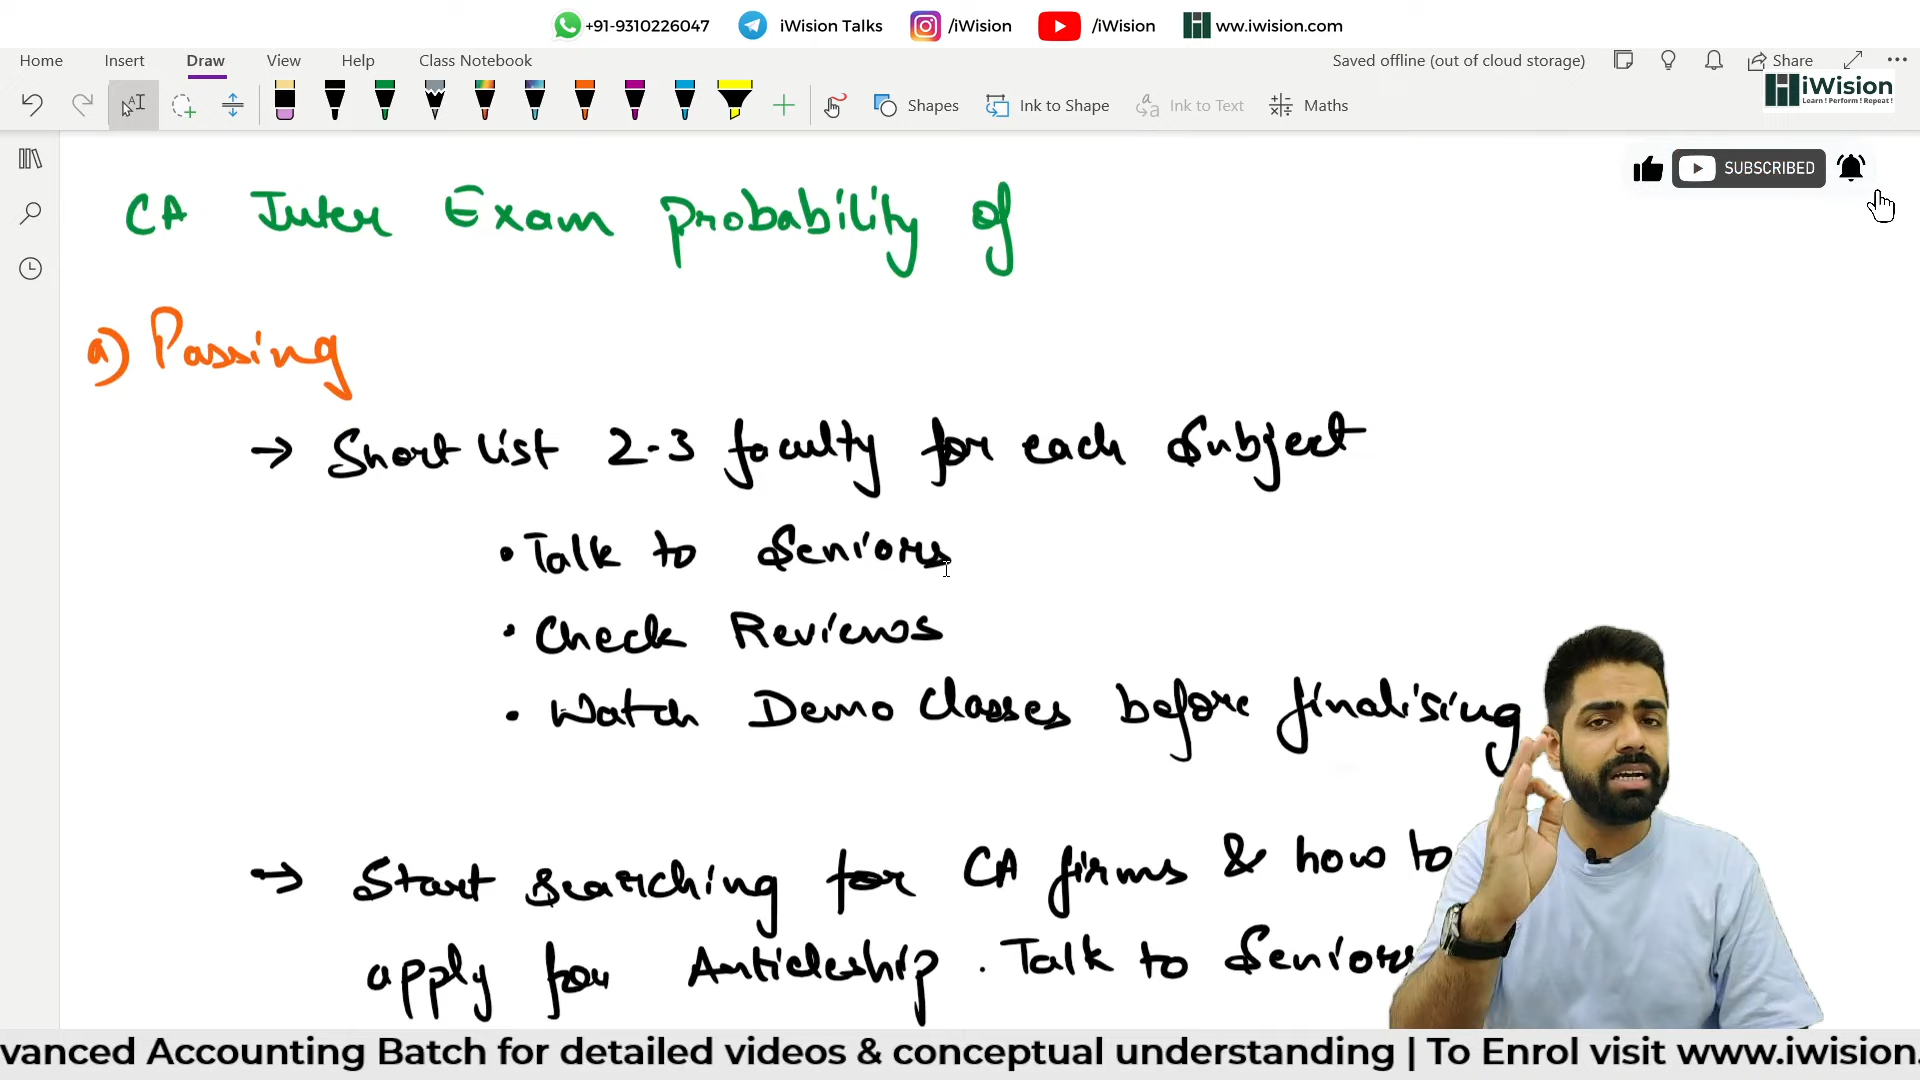 +91-9310226047 iWision Talks /iWision /iWision ww.iwision.com
Home Insert Draw View Help Class Notebook Saved offline (out of cloud storage) Share
Shapes Ink to Shape Ink to Text Maths
iWision
Learn ! Perform ! Repeat !
SUBSCRIBED
CA Inter Exam probability of
a) Passing
→ Short list 2-3 faculty for each Subject
• Talk to Seniors
• Check Reviews
• Watch Demo Classes before finalising
→ Start searching for CA firms & how to
apply for Articleship. Talk to Seniors
vanced Accounting Batch for detailed videos & conceptual understanding | To Enrol visit www.iwision.